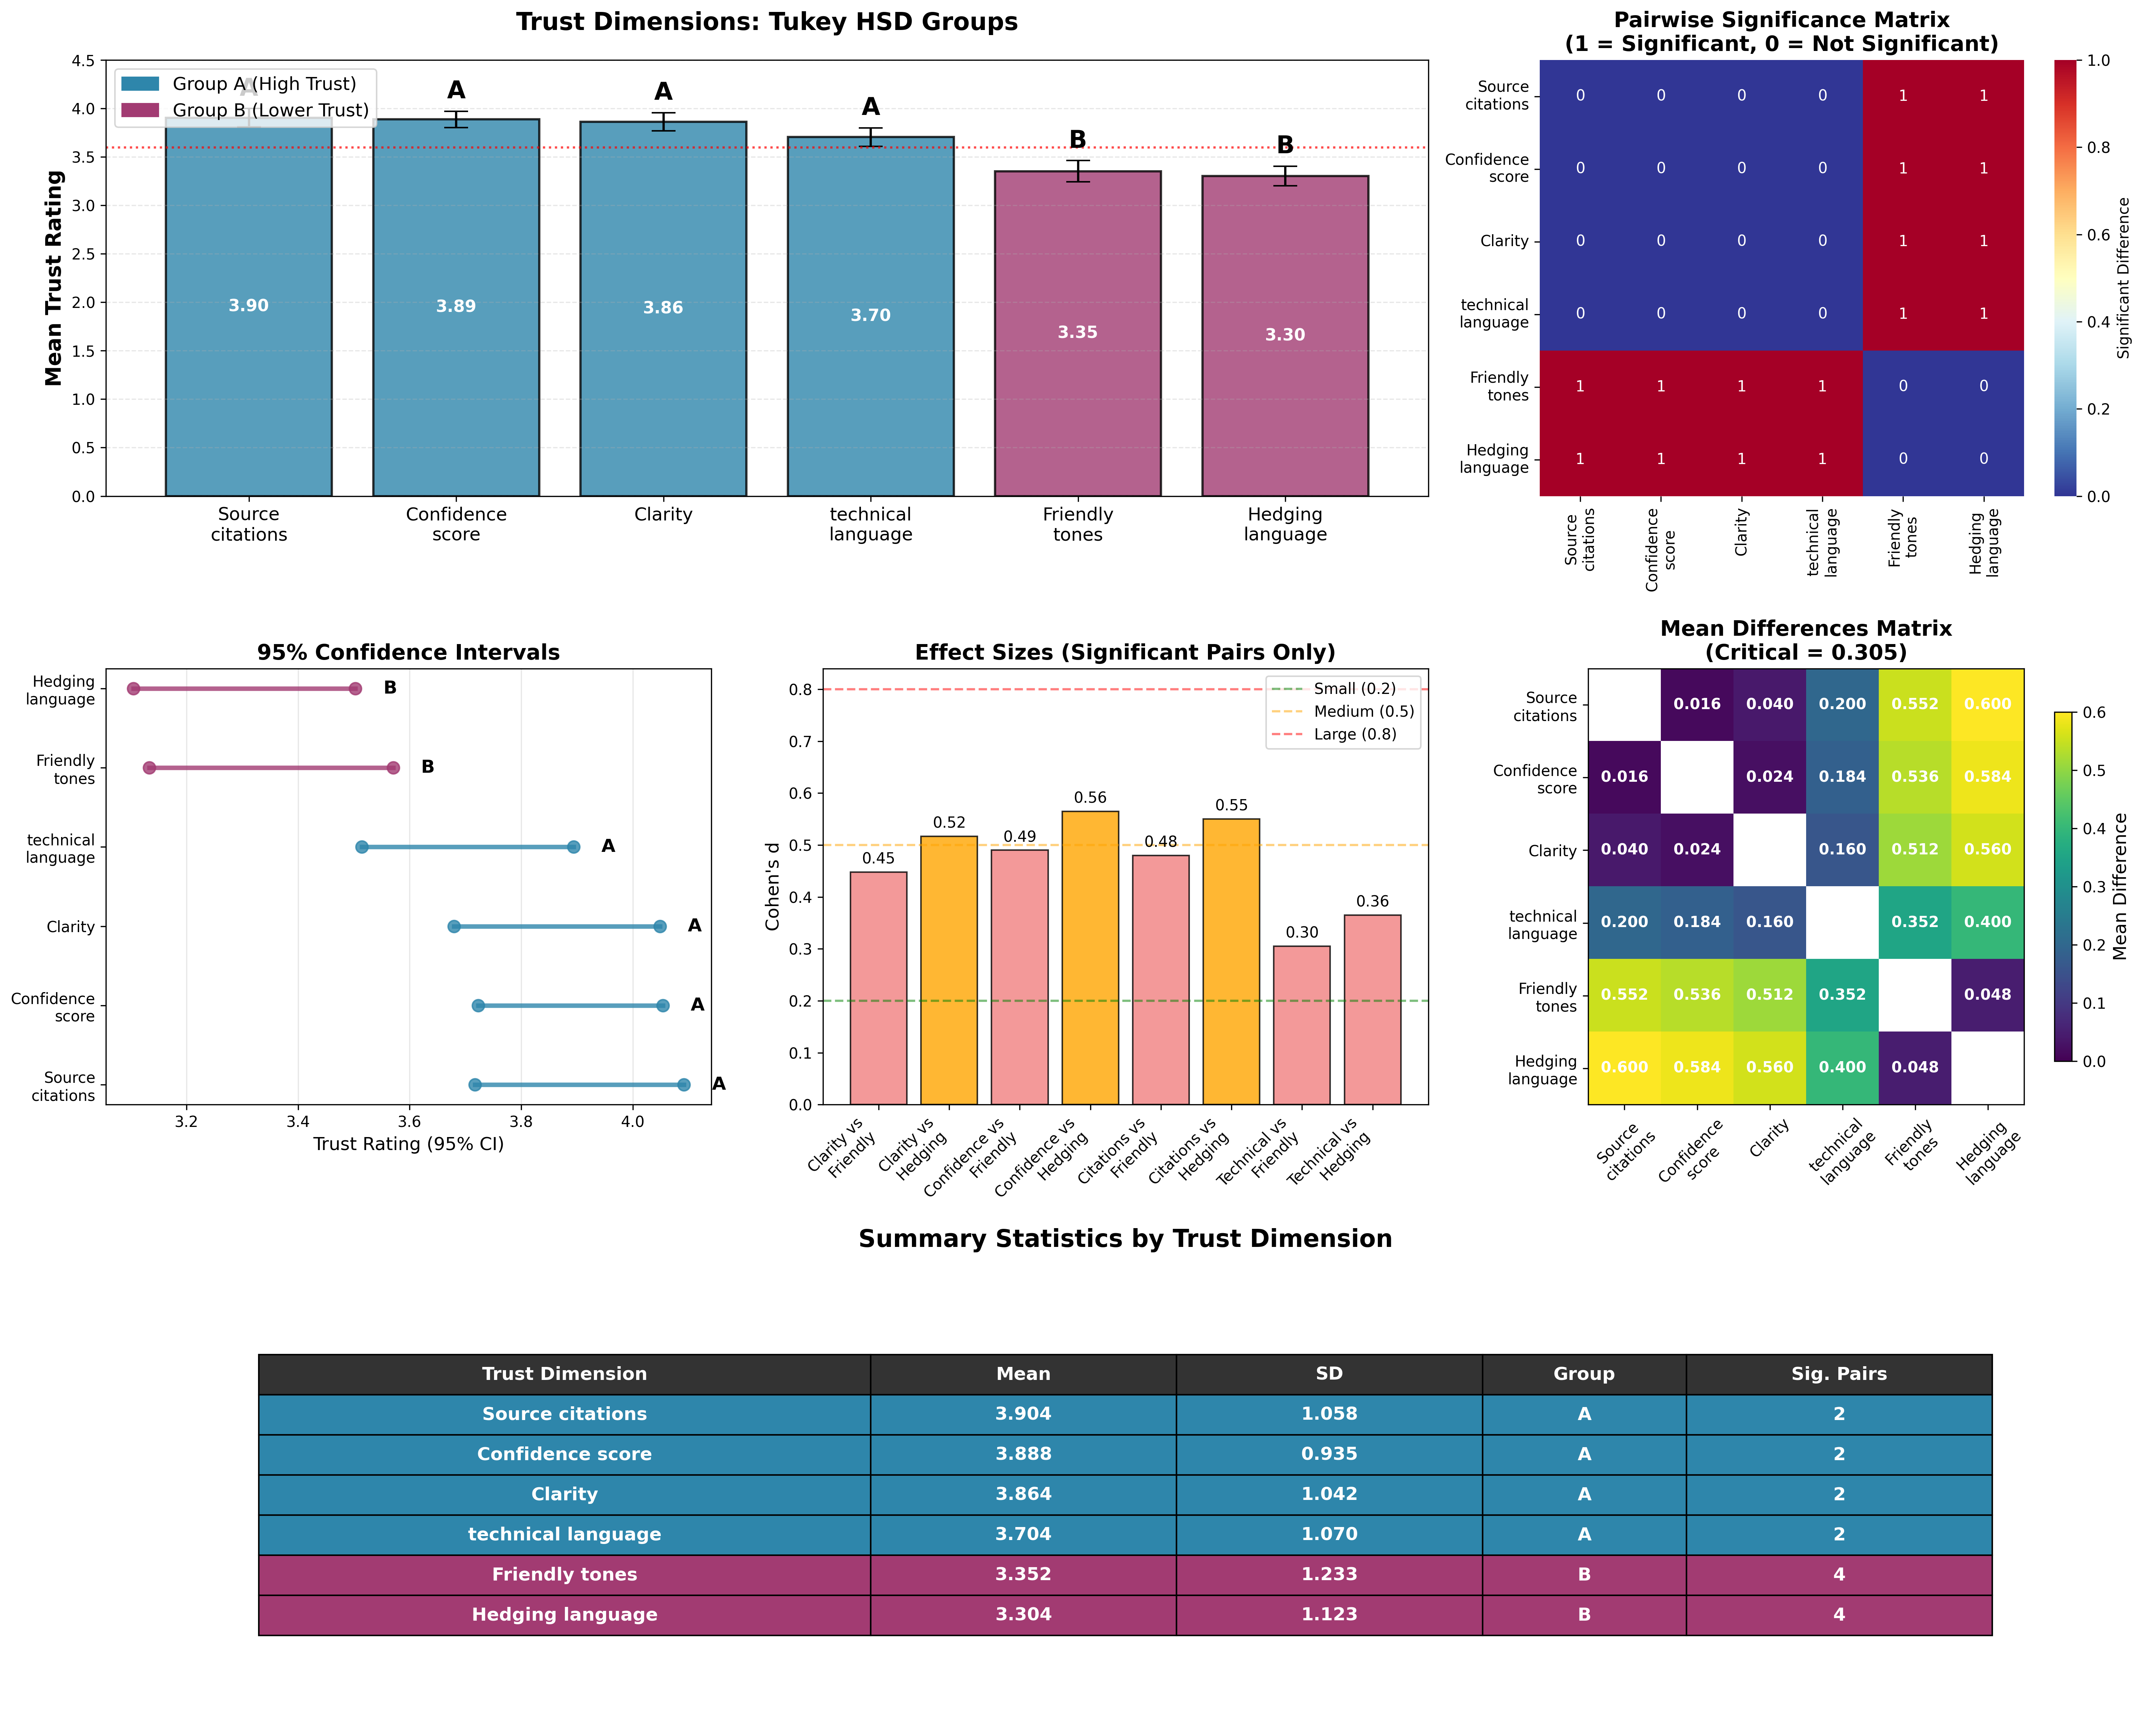 Trust Dimensions: Tukey HSD Groups
Group A (High Trust)
Group B (Lower Trust)
A
A
A
A
B
B
Mean Trust Rating
4.5
4.0
3.5
3.0
2.5
2.0
1.5
1.0
0.5
0.0
3.90
3.89
3.86
3.70
3.35
3.30
Source
citations
Confidence
score
Clarity
technical
language
Friendly
tones
Hedging
language
Pairwise Significance Matrix
(1 = Significant, 0 = Not Significant)
Source
citations
0 0 0 0 1 1
Confidence
score
0 0 0 0 1 1
Clarity
0 0 0 0 1 1
technical
language
0 0 0 0 1 1
Friendly
tones
1 1 1 1 0 0
Hedging
language
1 1 1 1 0 0
Source
citations
Confidence
score
Clarity
technical
language
Friendly
tones
Hedging
language
1.0
0.8
0.6
0.4
0.2
0.0
Significant Difference
95% Confidence Intervals
Hedging
language
B
Friendly
tones
B
technical
language
A
Clarity
A
Confidence
score
A
Source
citations
A
3.2 3.4 3.6 3.8 4.0
Trust Rating (95% CI)
Effect Sizes (Significant Pairs Only)
Small (0.2)
Medium (0.5)
Large (0.8)
Cohen's d
0.8
0.7
0.6
0.5
0.4
0.3
0.2
0.1
0.0
0.45
0.52
0.49
0.56
0.48
0.55
0.30
0.36
Clarity vs
Friendly
Clarity vs
Hedging
Confidence vs
Friendly
Confidence vs
Hedging
Citations vs
Friendly
Citations vs
Hedging
Technical vs
Friendly
Technical vs
Hedging
Mean Differences Matrix
(Critical = 0.305)
Source
citations
0.016 0.040 0.200 0.552 0.600
Confidence
score
0.016 0.024 0.184 0.536 0.584
Clarity
0.040 0.024 0.160 0.512 0.560
technical
language
0.200 0.184 0.160 0.352 0.400
Friendly
tones
0.552 0.536 0.512 0.352 0.048
Hedging
language
0.600 0.584 0.560 0.400 0.048
Source
citations
Confidence
score
Clarity
technical
language
Friendly
tones
Hedging
language
0.6
0.5
0.4
0.3
0.2
0.1
0.0
Mean Difference
Summary Statistics by Trust Dimension
Trust Dimension Mean SD Group Sig. Pairs
Source citations 3.904 1.058 A 2
Confidence score 3.888 0.935 A 2
Clarity 3.864 1.042 A 2
technical language 3.704 1.070 A 2
Friendly tones 3.352 1.233 B 4
Hedging language 3.304 1.123 B 4